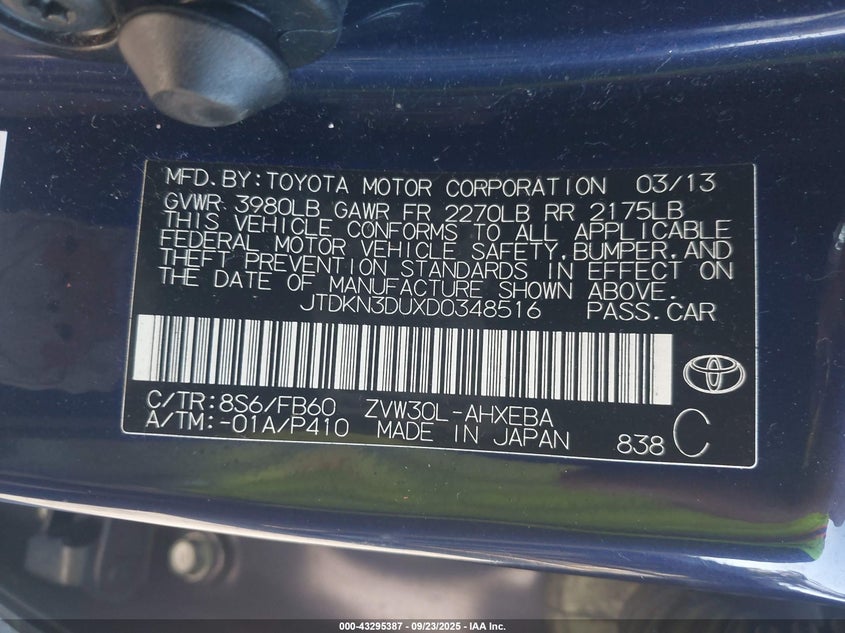 MFD. BY: TOYOTA MOTOR CORPORATION 03/13
GVWR 3980LB GAWR FR 2270LB RR 2175LB
THIS VEHICLE CONFORMS TO ALL APPLICABLE
FEDERAL MOTOR VEHICLE SAFETY, BUMPER, AND
THEFT PREVENTION STANDARDS IN EFFECT ON
THE DATE OF MANUFACTURE SHOWN ABOVE.
JTDKN3DUXD0348516 PASS. CAR
C/TR: 8S6/FB60 ZVW30L-AHXEBA
A/TM: -01A/P410 MADE IN JAPAN 838 C
000-43295387 - 09/23/2025 - IAA Inc.